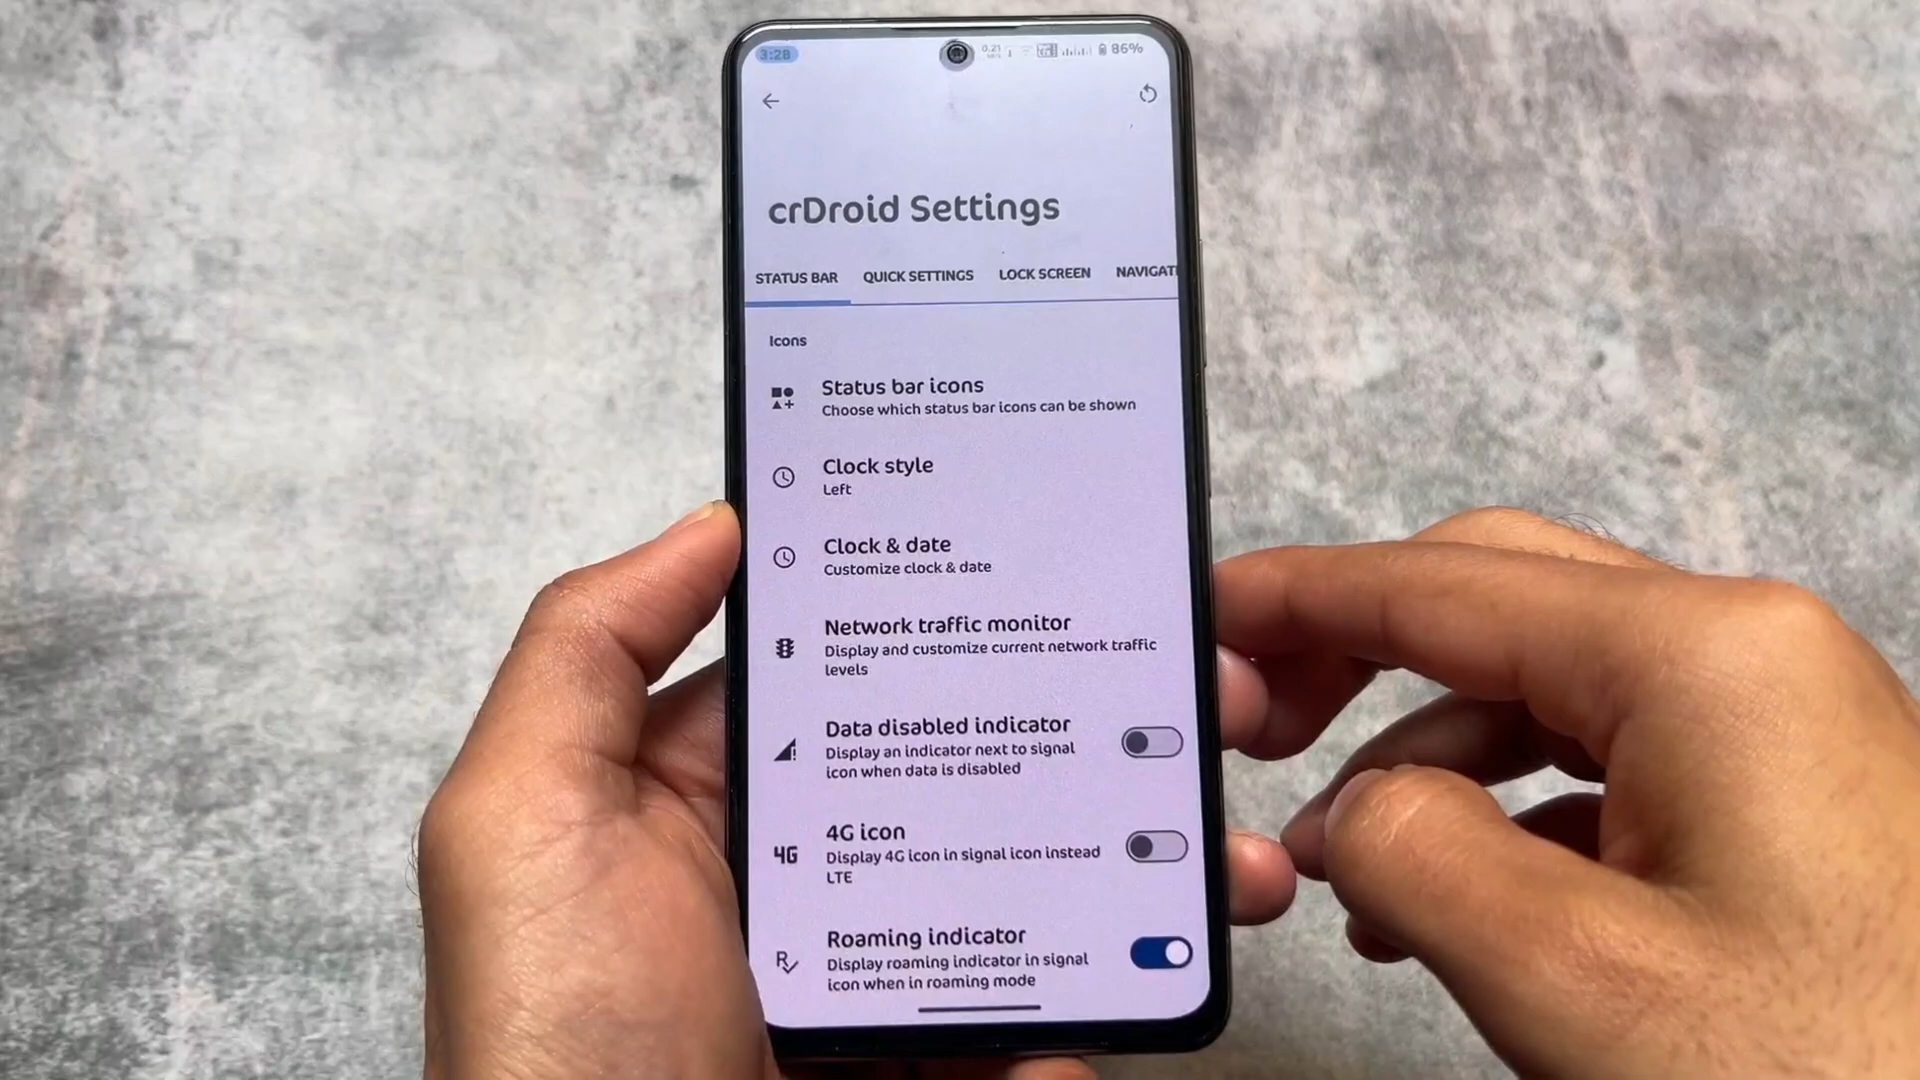 3:28
0.21
86%
crDroid Settings
STATUS BAR QUICK SETTINGS LOCK SCREEN NAVIGATI
Icons
Status bar icons
Choose which status bar icons can be shown
Clock style
Left
Clock & date
Customize clock & date
Network traffic monitor
Display and customize current network traffic
levels
Data disabled indicator
Display an indicator next to signal
icon when data is disabled
4G icon
4G
Display 4G icon in signal icon instead
LTE
Roaming indicator
R
Display roaming indicator in signal
icon when in roaming mode